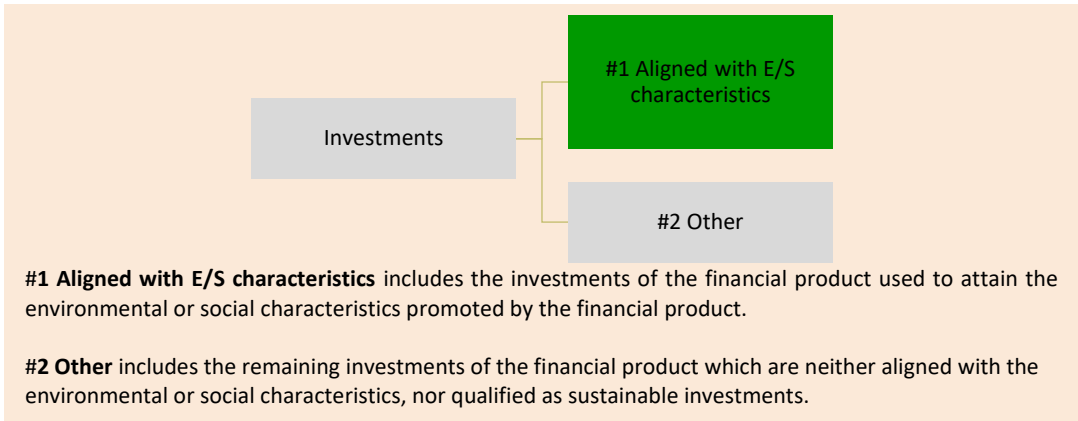 #1 Aligned with E/S
characteristics
Investments
#2 Other
#1 Aligned with E/S characteristics includes the investments of the financial product used to attain the
environmental or social characteristics promoted by the financial product.
#2 Other includes the remaining investments of the financial product which are neither aligned with the
environmental or social characteristics, nor qualified as sustainable investments.